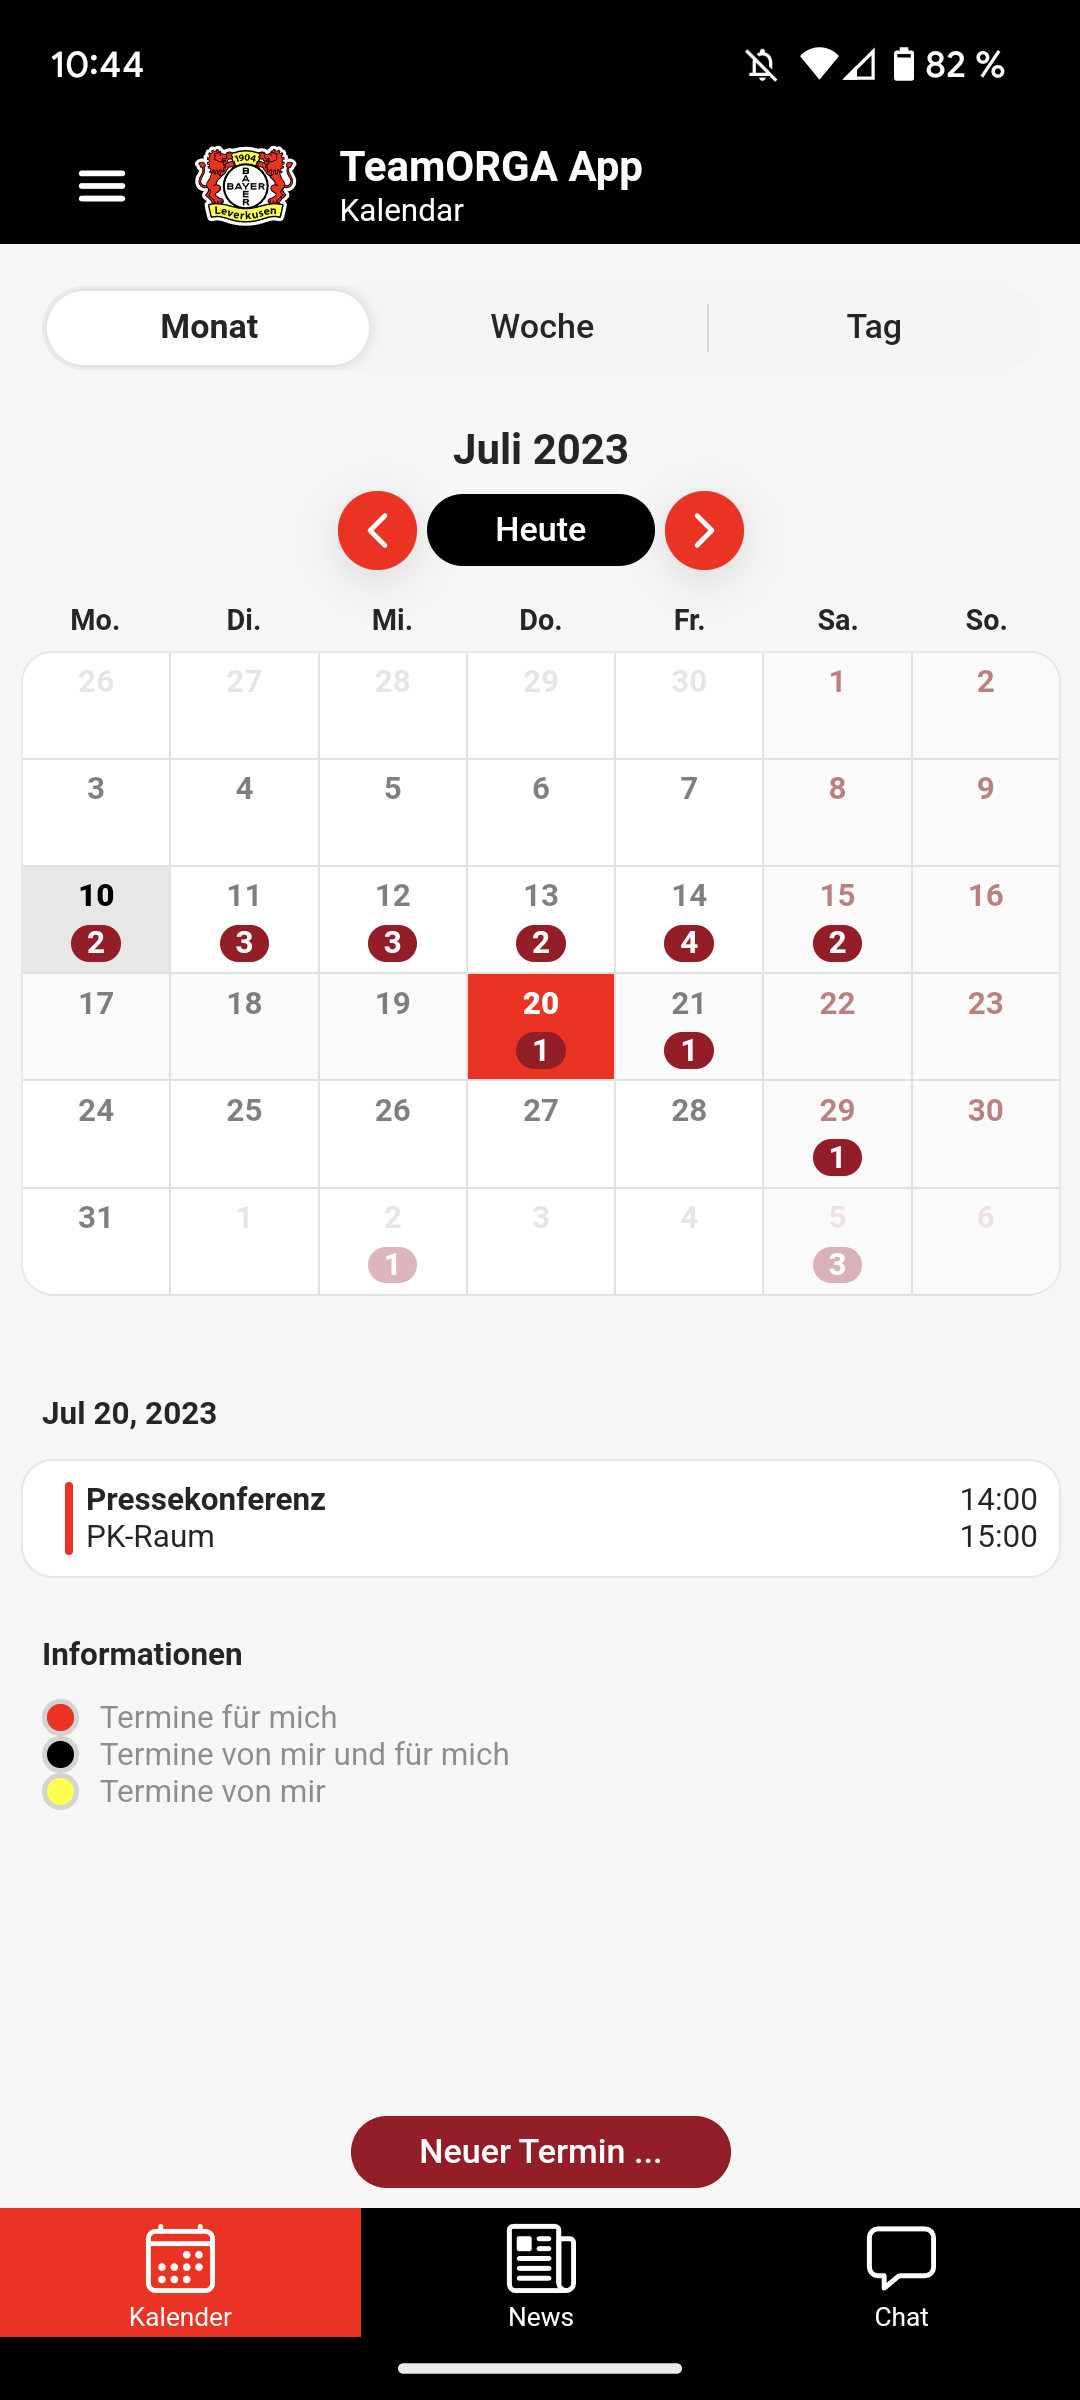 10:44
82 %
1904
BAYER
BAYER
Leverkusen
TeamORGA App
Kalendar
Monat
Woche
Tag
Juli 2023
Heute
Mo. Di. Mi. Do. Fr. Sa. So.
26 27 28 29 30 1 2
3 4 5 6 7 8 9
10 11 12 13 14 15 16
2 3 3 2 4 2
17 18 19 20 21 22 23
1 1
24 25 26 27 28 29 30
1
31 1 2 3 4 5 6
1 3
Jul 20, 2023
Pressekonferenz 14:00
PK-Raum 15:00
Informationen
Termine für mich
Termine von mir und für mich
Termine von mir
Neuer Termin ...
Kalender
News
Chat